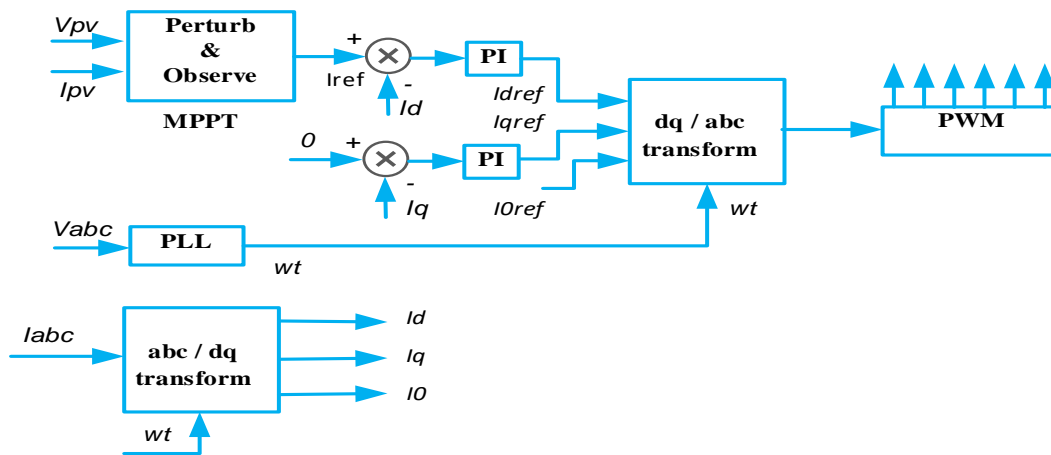 Vpv
Ipv
Perturb
&
Observe
MPPT
+
Iref
-
Id
PI
Idref
Iqref
0
+
-
Iq
PI
I0ref
dq / abc
transform
wt
PWM
Vabc
PLL
wt
Iabc
abc / dq
transform
wt
Id
Iq
I0